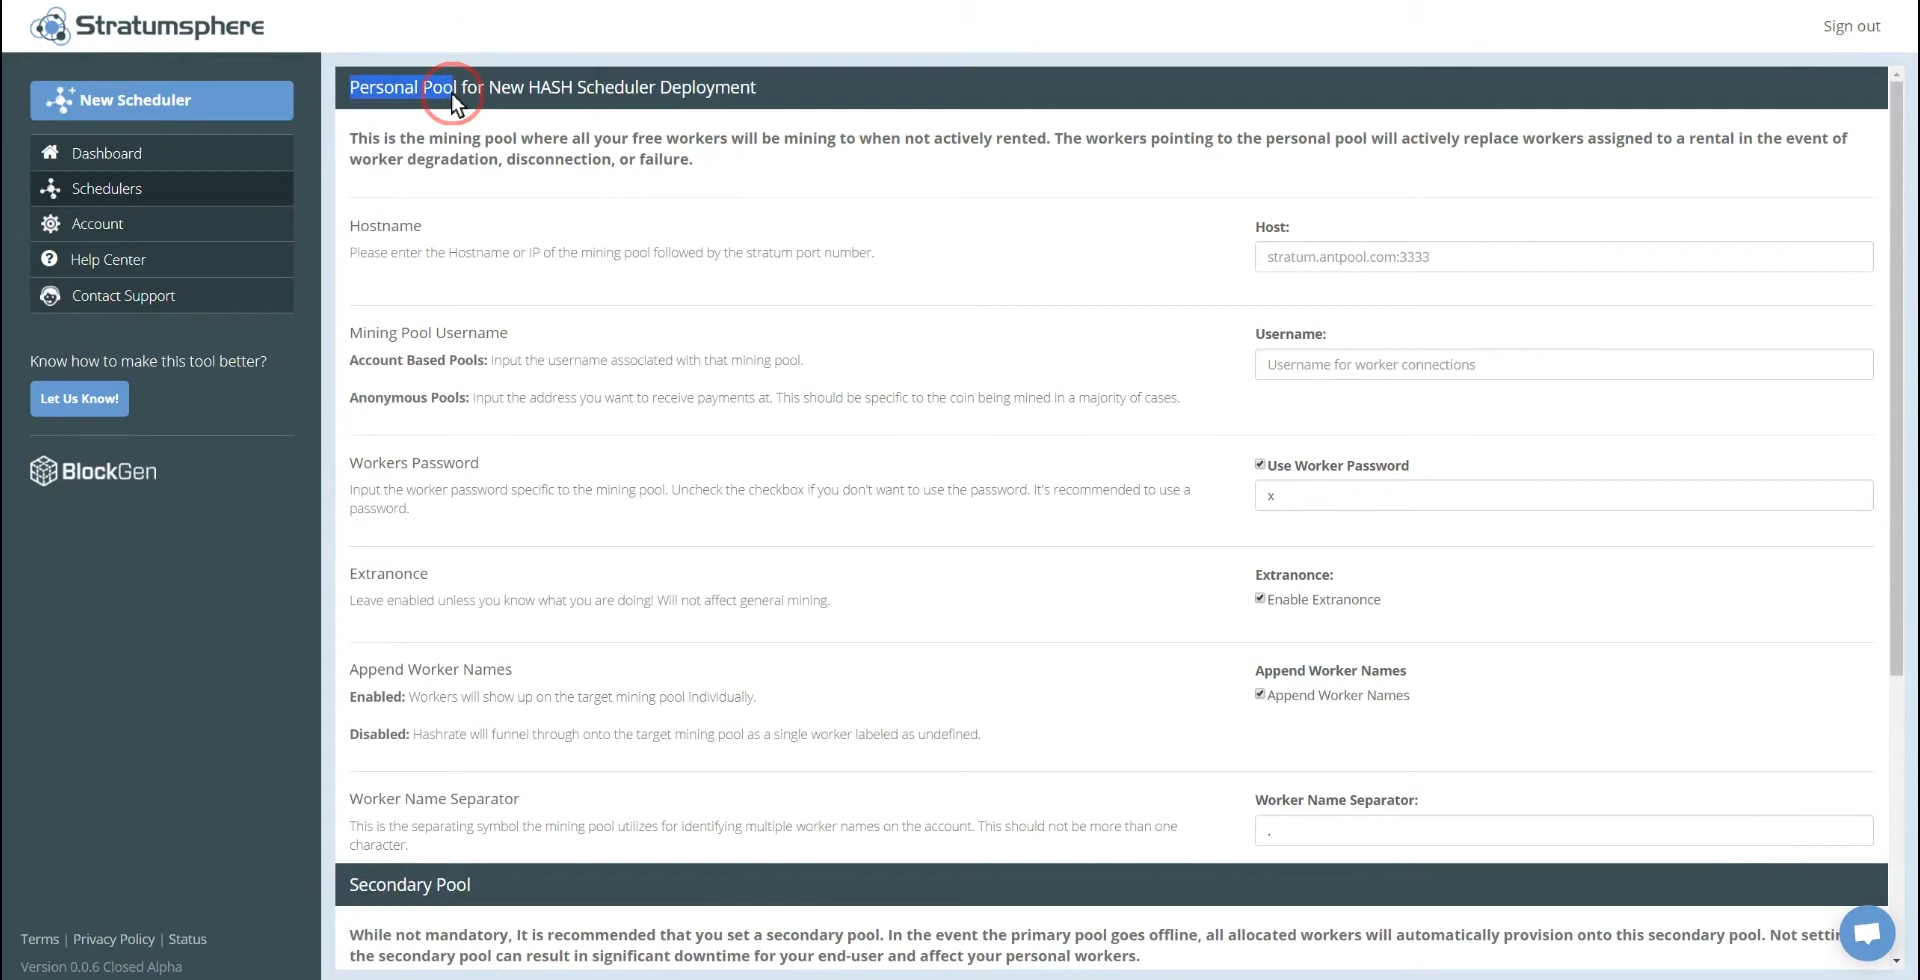 Stratumsphere
Sign out
New Scheduler
Dashboard
Schedulers
Account
Help Center
Contact Support
Know how to make this tool better?
Let Us Know!
BlockGen
Terms | Privacy Policy | Status
Version 0.0.6 Closed Alpha
Personal Pool for New HASH Scheduler Deployment
This is the mining pool where all your free workers will be mining to when not actively rented. The workers pointing to the personal pool will actively replace workers assigned to a rental in the event of
worker degradation, disconnection, or failure.
Hostname
Please enter the Hostname or IP of the mining pool followed by the stratum port number.
Host:
stratum.antpool.com:3333
Mining Pool Username
Account Based Pools: Input the username associated with that mining pool.
Anonymous Pools: Input the address you want to receive payments at. This should be specific to the coin being mined in a majority of cases.
Username:
Username for worker connections
Workers Password
Input the worker password specific to the mining pool. Uncheck the checkbox if you don't want to use the password. It's recommended to use a
password.
Use Worker Password
x
Extranonce
Leave enabled unless you know what you are doing! Will not affect general mining.
Extranonce:
Enable Extranonce
Append Worker Names
Enabled: Workers will show up on the target mining pool individually.
Disabled: Hashrate will funnel through onto the target mining pool as a single worker labeled as undefined.
Append Worker Names
Append Worker Names
Worker Name Separator
This is the separating symbol the mining pool utilizes for identifying multiple worker names on the account. This should not be more than one
character.
Worker Name Separator:
.
Secondary Pool
While not mandatory, It is recommended that you set a secondary pool. In the event the primary pool goes offline, all allocated workers will automatically provision onto this secondary pool. Not
the secondary pool can result in significant downtime for your end-user and affect your personal workers.